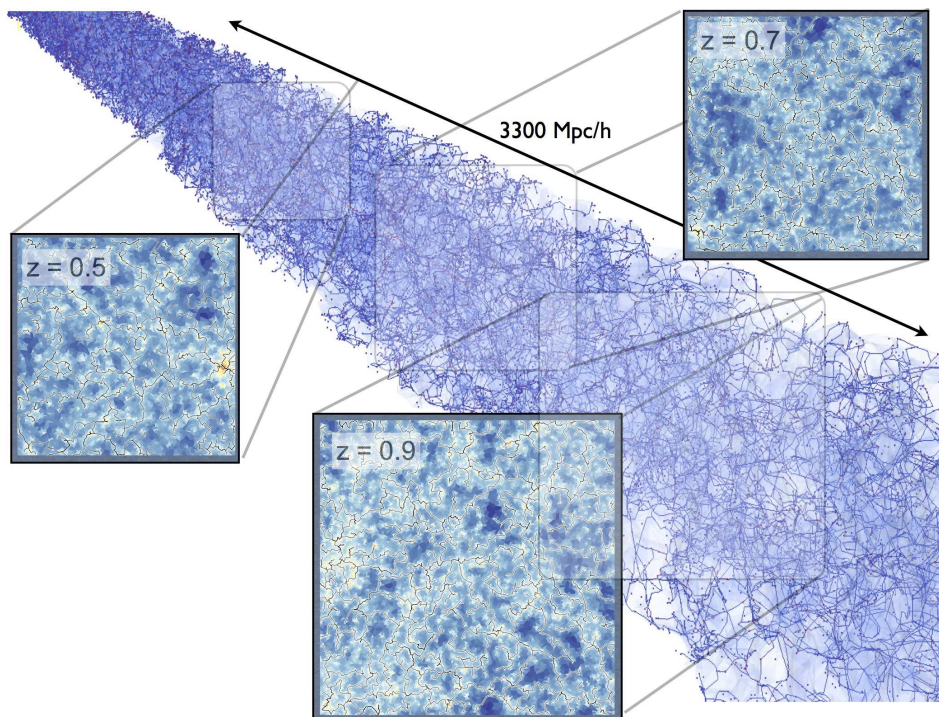 z = 0.7
3300 Mpc/h
z = 0.5
z = 0.9